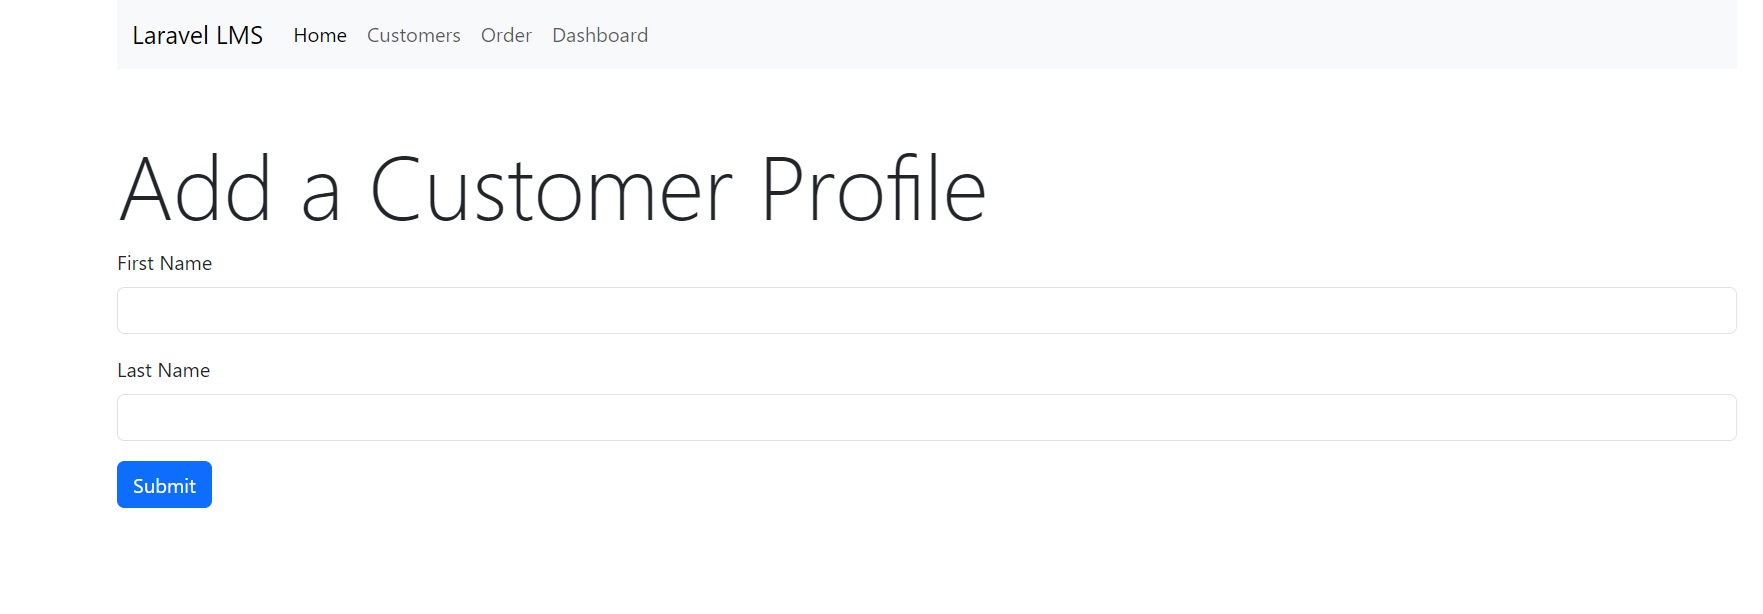 Laravel LMS Home Customers Order Dashboard
Add a Customer Profile
First Name
Last Name
Submit